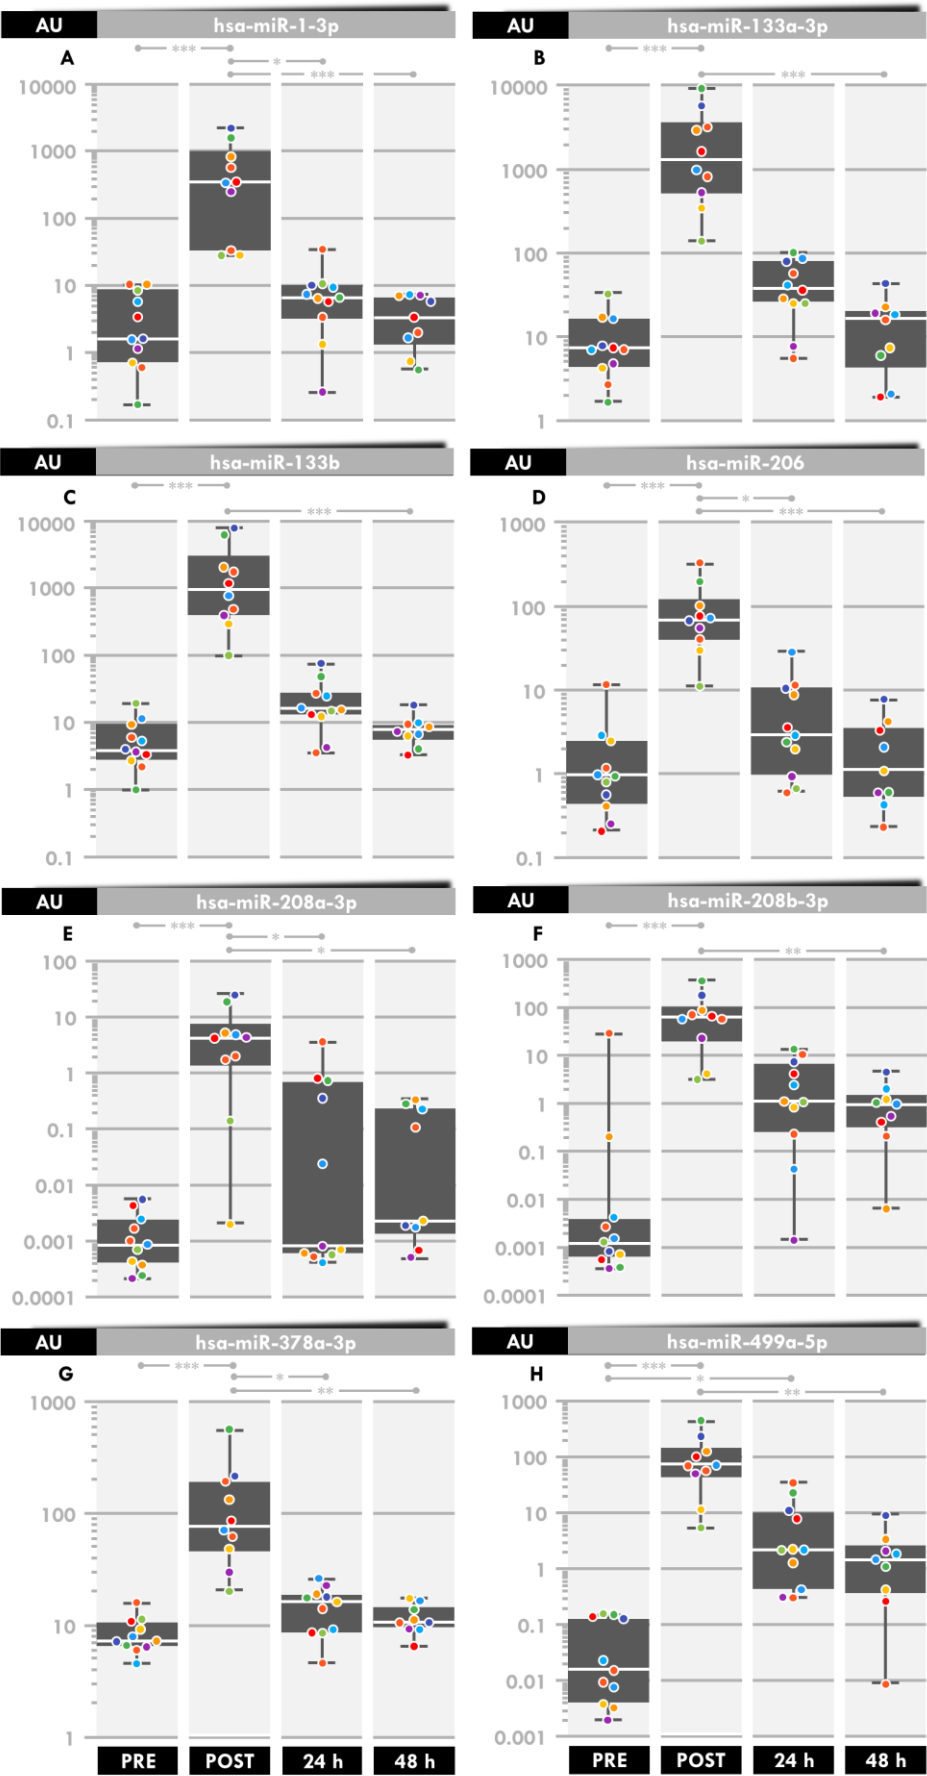 AU hsa-miR-1-3p
A *** * ***
10000
1000
100
10
1
0.1
AU hsa-miR-133a-3p
B *** ***
10000
1000
100
10
1
AU hsa-miR-133b
C *** ***
10000
1000
100
10
1
0.1
AU hsa-miR-206
D *** * ***
1000
100
10
1
0.1
AU hsa-miR-208a-3p
E *** * *
100
10
1
0.1
0.01
0.001
0.0001
AU hsa-miR-208b-3p
F *** **
1000
100
10
1
0.1
0.01
0.001
0.0001
AU hsa-miR-378a-3p
G *** * **
1000
100
10
1
PRE POST 24 h 48 h
AU hsa-miR-499a-5p
H *** * **
1000
100
10
1
0.1
0.01
0.001
PRE POST 24 h 48 h